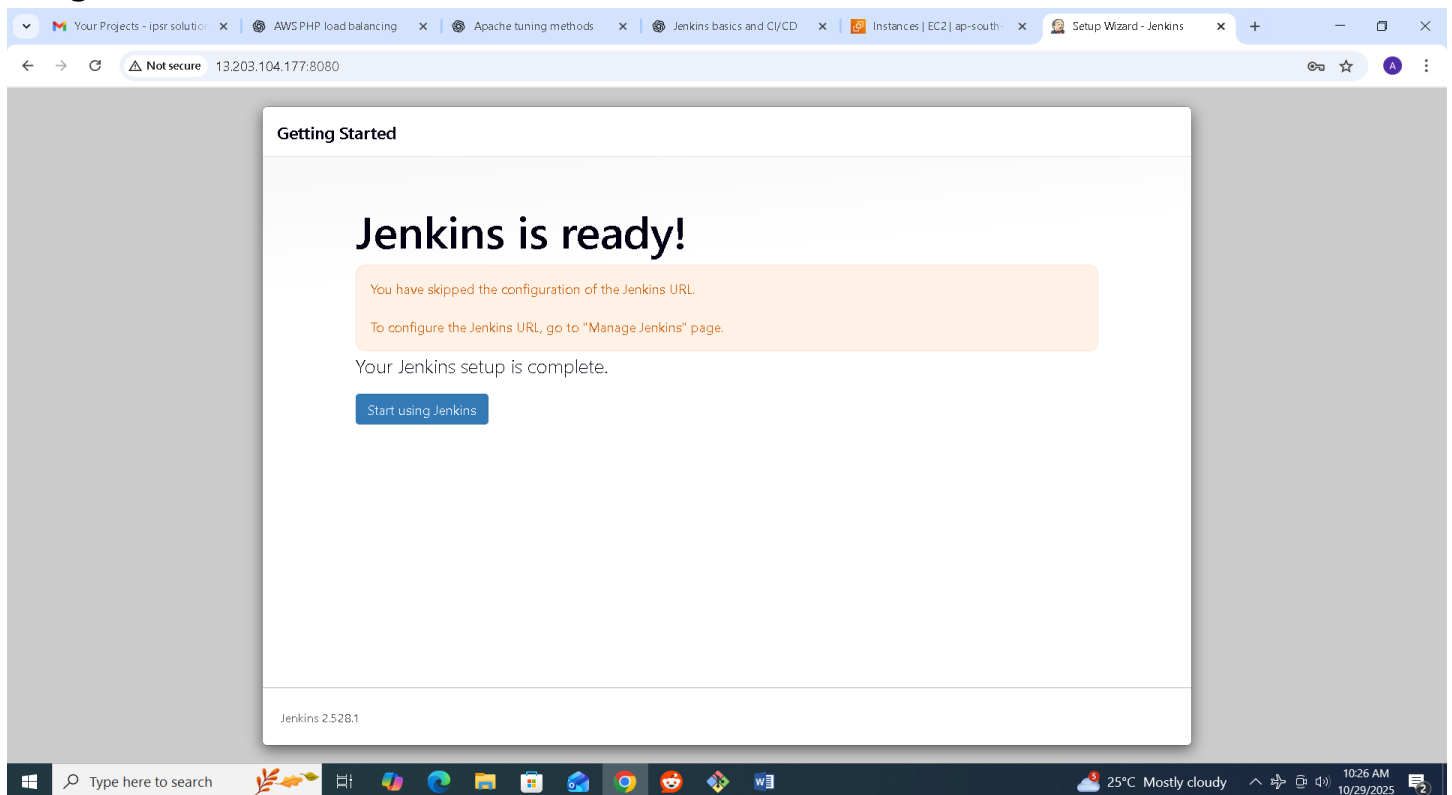 Your Projects - ipsr solution
AWS PHP load balancing
Apache tuning methods
Jenkins basics and CI/CD
Instances | EC2 | ap-south-
Setup Wizard - Jenkins
Not secure
13.203.104.177:8080
A
Getting Started
Jenkins is ready!
You have skipped the configuration of the Jenkins URL.
To configure the Jenkins URL, go to "Manage Jenkins" page.
Your Jenkins setup is complete.
Start using Jenkins
Jenkins 2.528.1
Type here to search
5
25°C Mostly cloudy
10:26 AM
10/29/2025
2